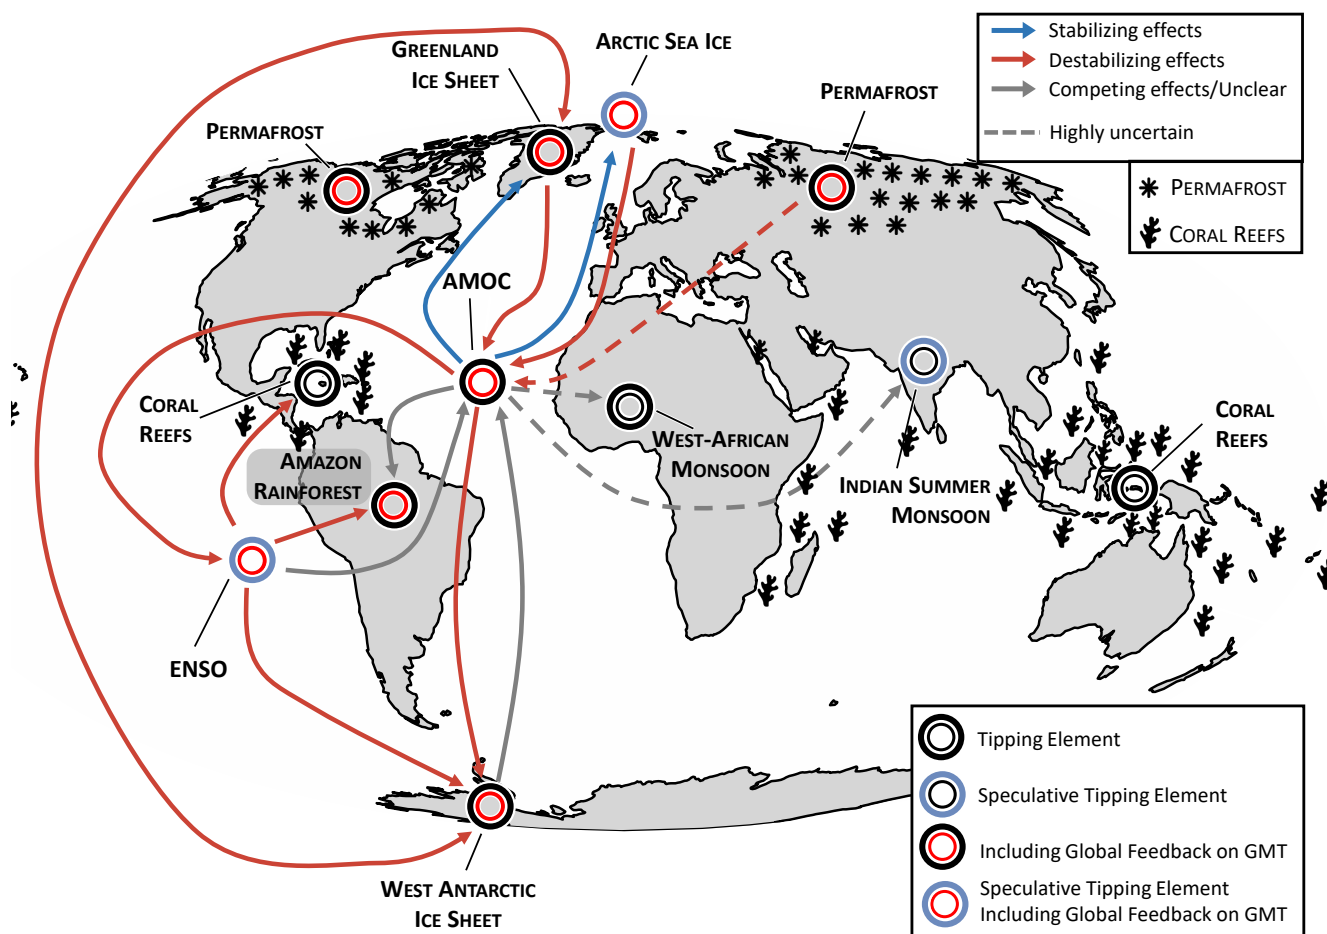 Stabilizing effects
Destabilizing effects
Competing effects/Unclear
Highly uncertain
PERMAFROST
CORAL REEFS
ARCTIC SEA ICE
GREENLAND
ICE SHEET
PERMAFROST
PERMAFROST
AMOC
CORAL
REEFS
WEST-AFRICAN
MONSOON
CORAL
REEFS
AMAZON
RAINFOREST
INDIAN SUMMER
MONSOON
ENSO
WEST ANTARCTIC
ICE SHEET
Tipping Element
Speculative Tipping Element
Including Global Feedback on GMT
Speculative Tipping Element
Including Global Feedback on GMT